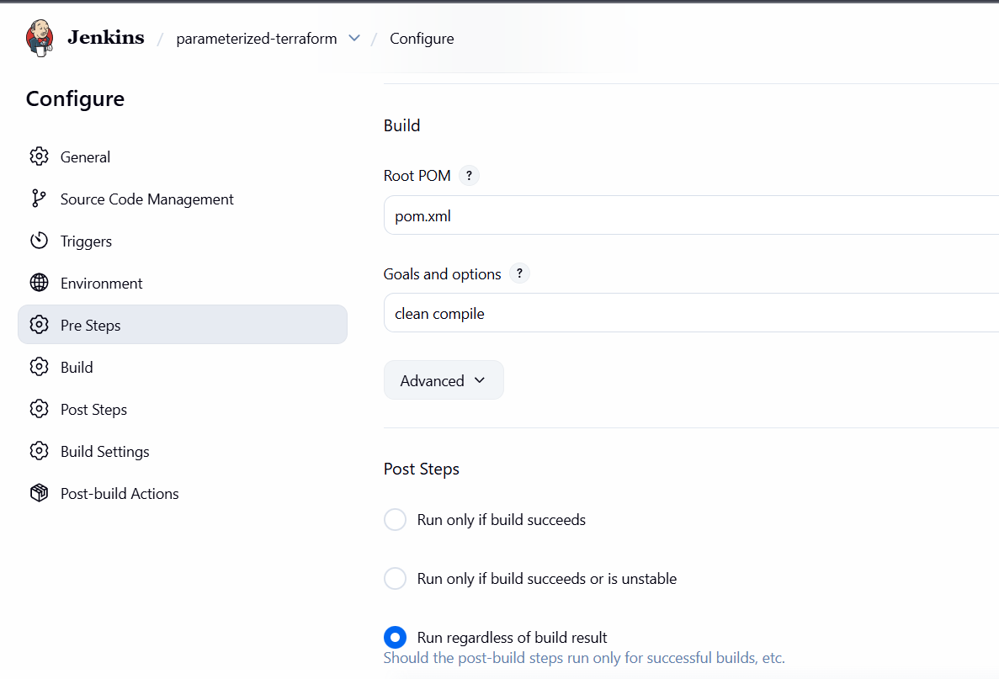 Jenkins / parameterized-terraform / Configure
Configure
General
Source Code Management
Triggers
Environment
Pre Steps
Build
Post Steps
Build Settings
Post-build Actions
Build
Root POM ?
pom.xml
Goals and options ?
clean compile
Advanced
Post Steps
Run only if build succeeds
Run only if build succeeds or is unstable
Run regardless of build result
Should the post-build steps run only for successful builds, etc.